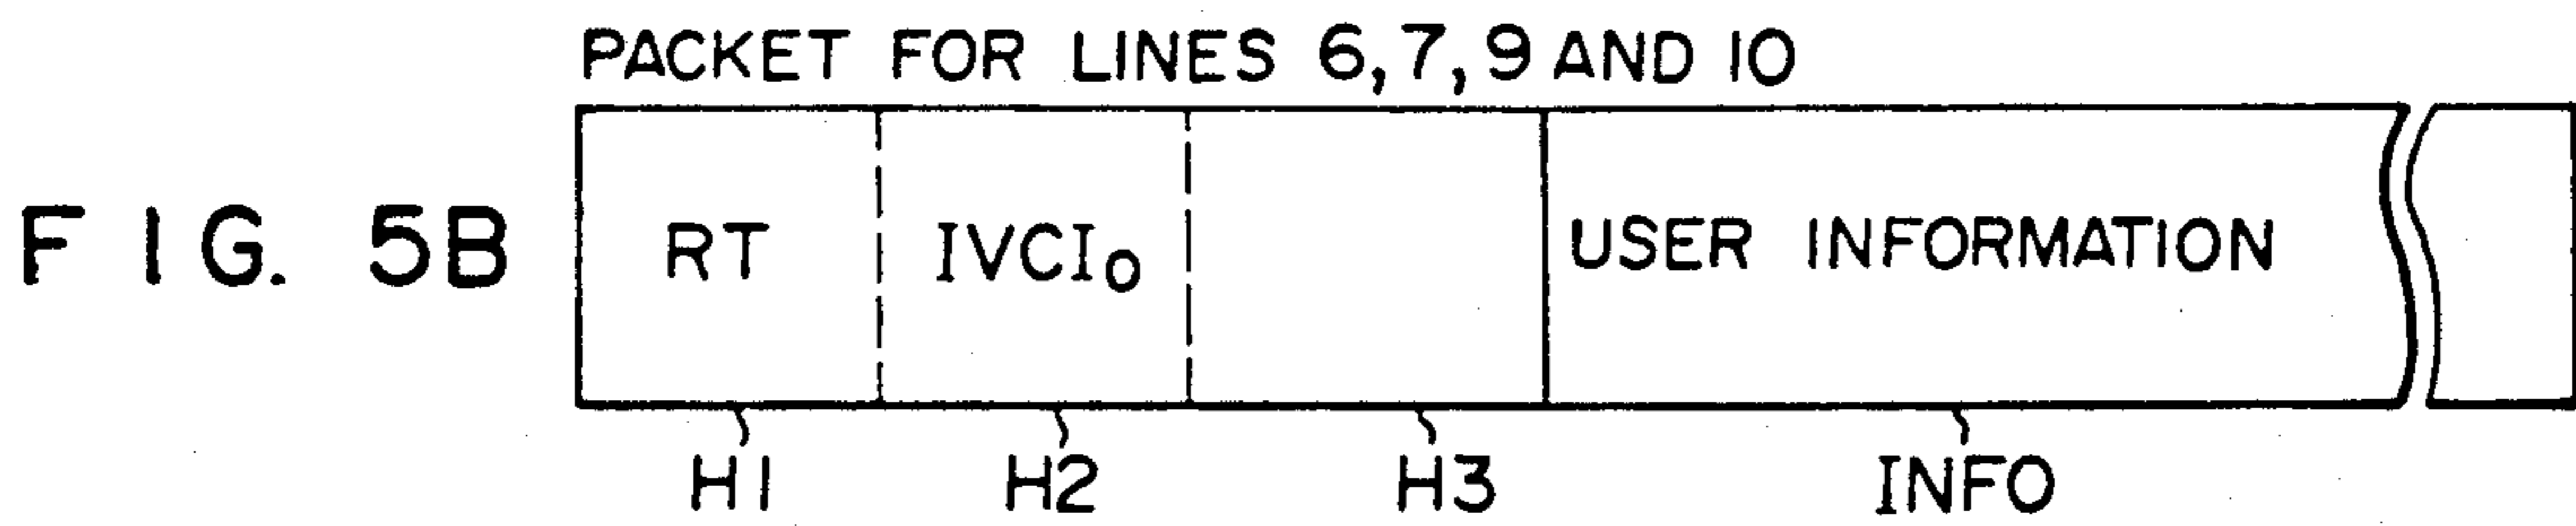 PACKET FOR LINES 6, 7, 9 AND 10
FIG. 5B
RT IVCI₀ USER INFORMATION
H1 H2 H3 INFO